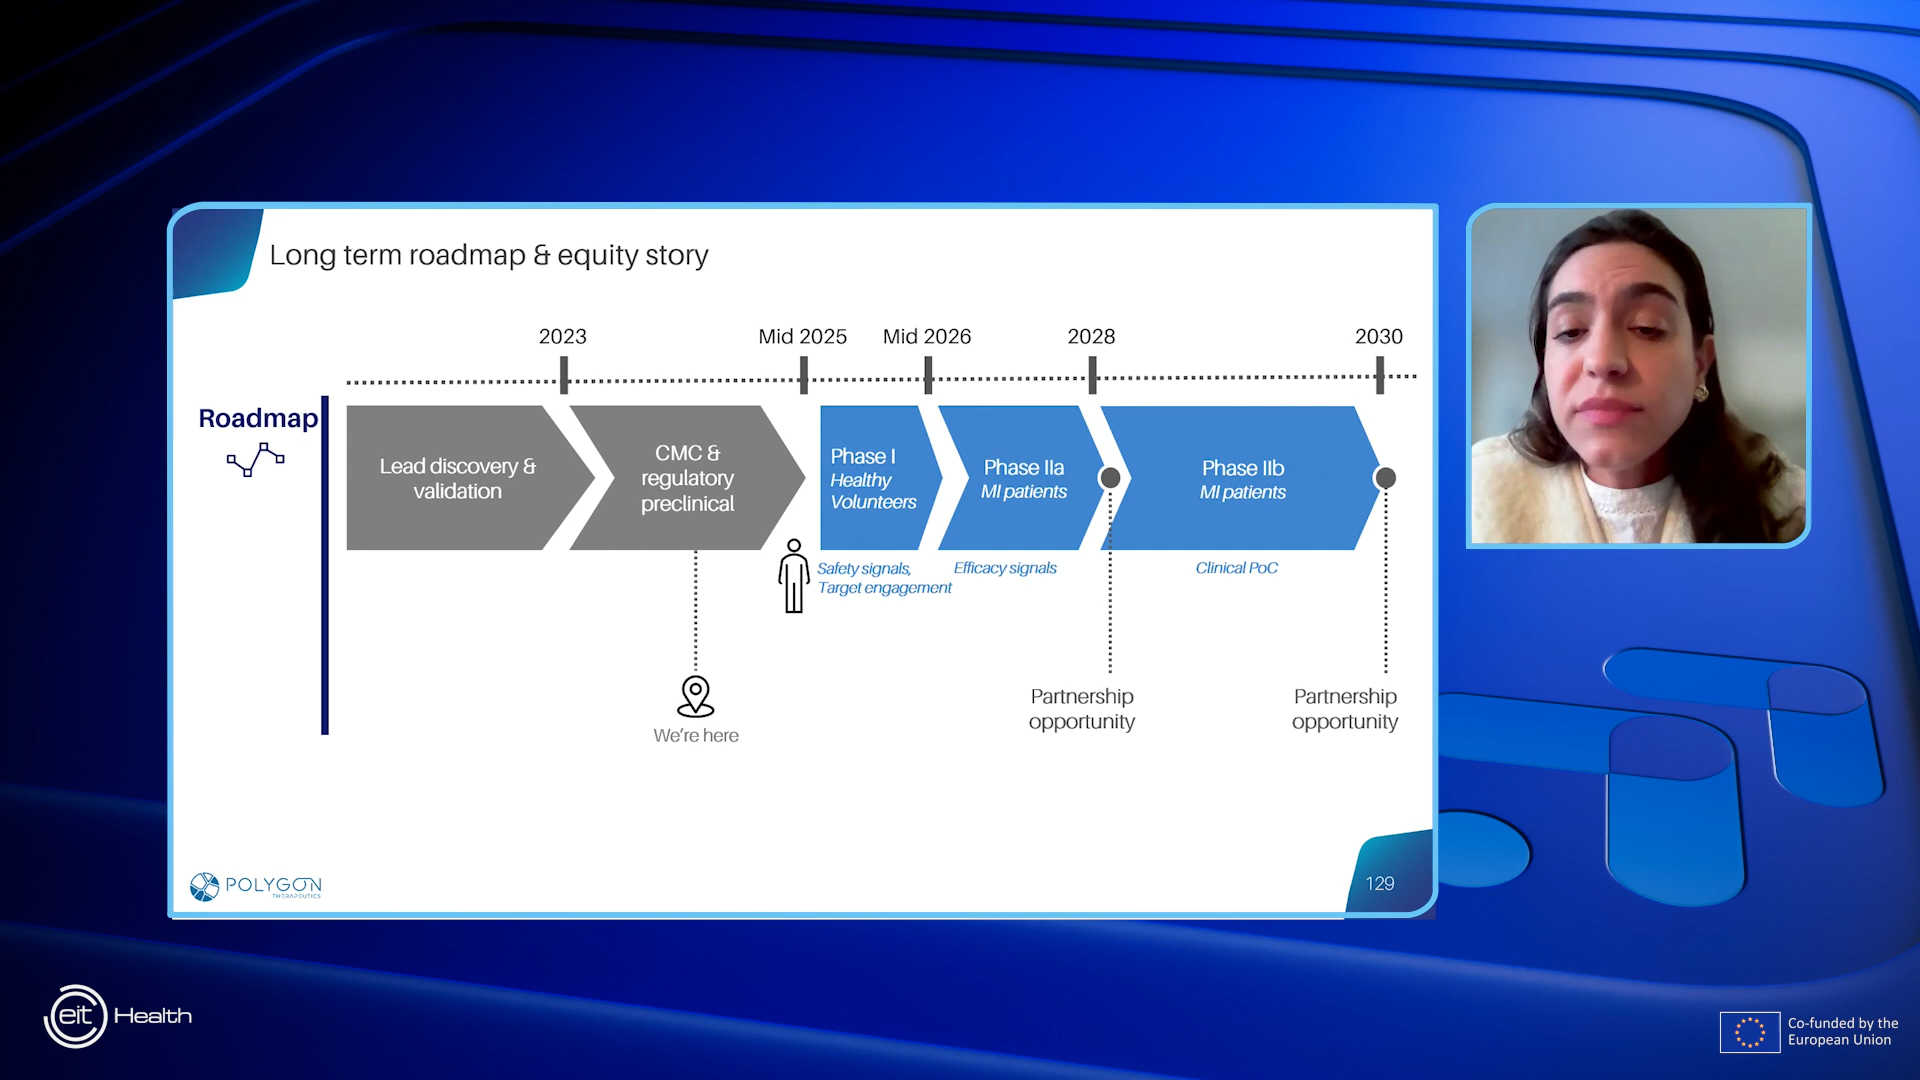 Long term roadmap & equity story
2023
Mid 2025
Mid 2026
2028
2030
Roadmap
Lead discovery &
validation
CMC &
regulatory
preclinical
Phase I
Healthy
Volunteers
Phase IIa
MI patients
Phase IIb
MI patients
Safety signals,
Target engagement
Efficacy signals
Clinical PoC
We're here
Partnership
opportunity
Partnership
opportunity
POLYGON
THERAPEUTICS
129
eit Health
Co-funded by the
European Union